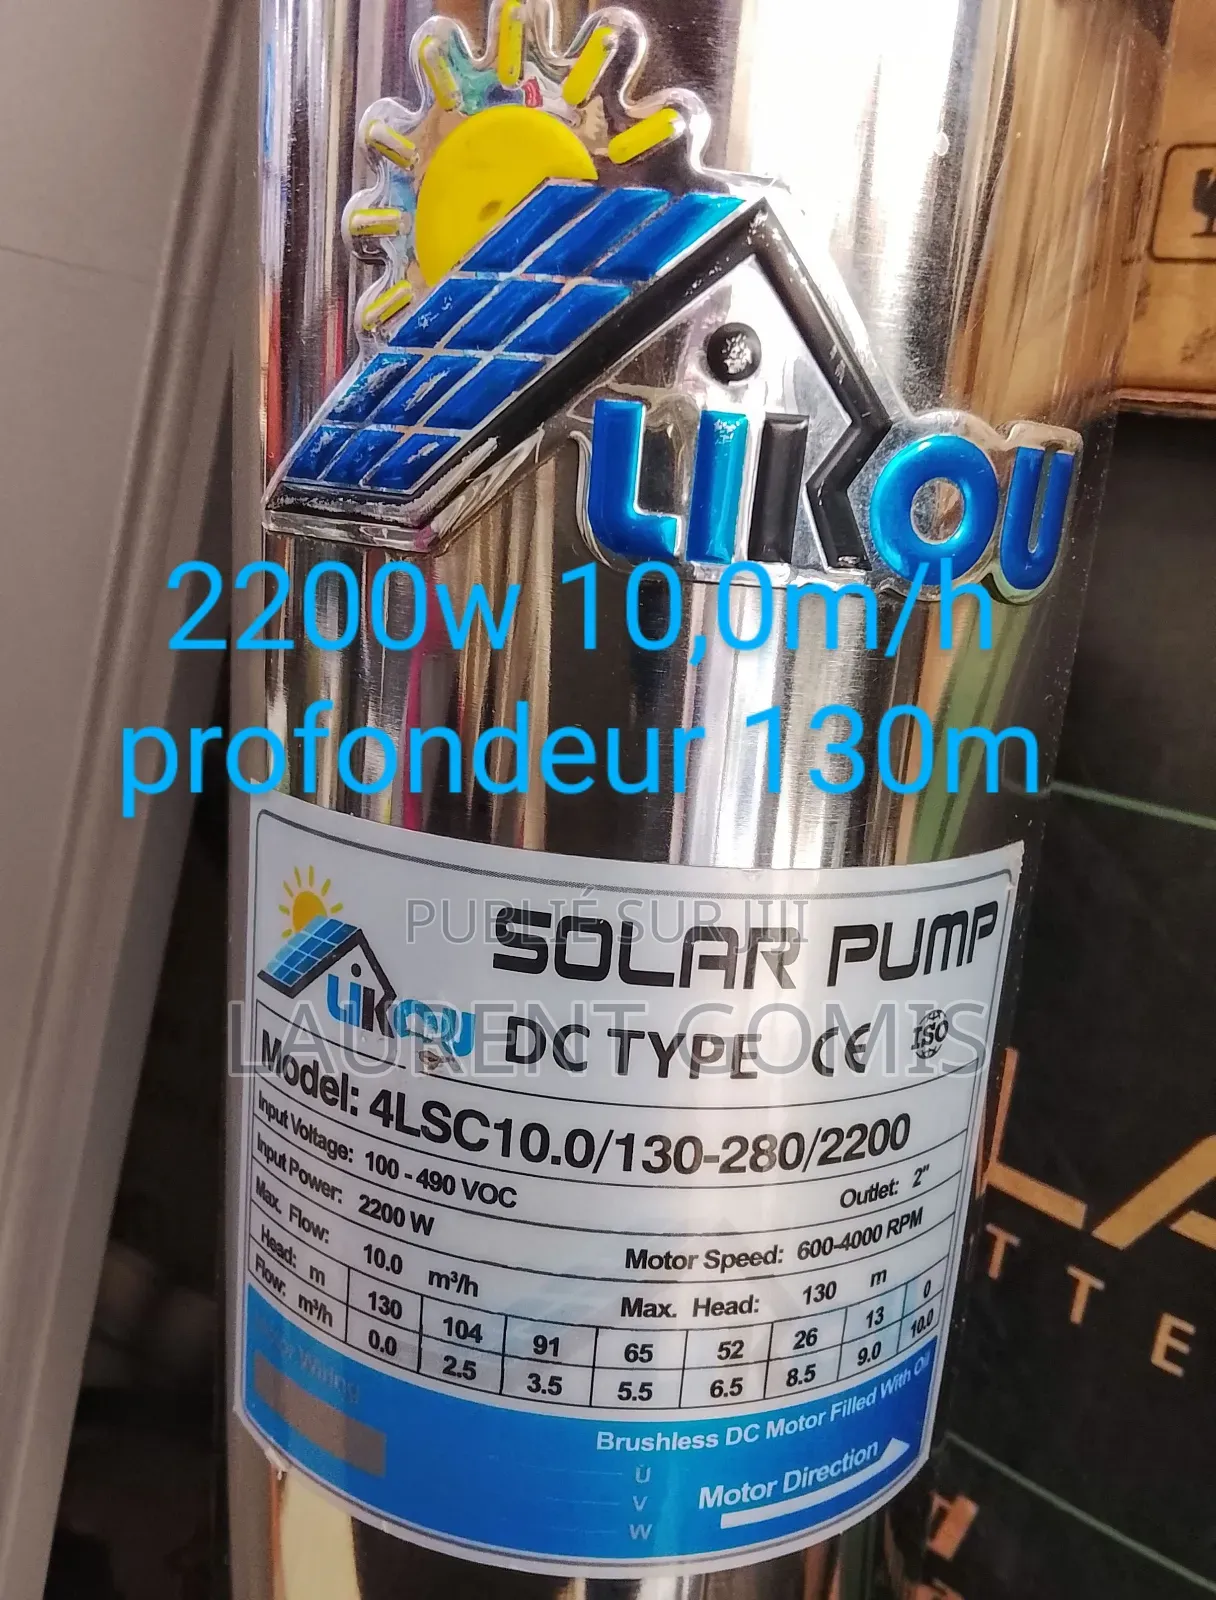 LiKOU
2200w 10,0m/h
profondeur 130m
PUBLIÉ SUR JIJI
SOLAR PUMP
LiKOU
DC TYPE CE ISO
LAURENT GOMIS
Model: 4LSC10.0/130-280/2200
Input Voltage: 100 - 490 VOC
Outlet: 2"
Input Power: 2200 W
Motor Speed: 600-4000 RPM
Max. Flow: 10.0 m³/h
Max. Head: 130 m
Head: m 130 104 91 65 52 26 13 0
Flow: m³/h 0.0 2.5 3.5 5.5 6.5 8.5 9.0 10.0
Motor Wiring
Brushless DC Motor Filled With Oil
U
V
W
Motor Direction